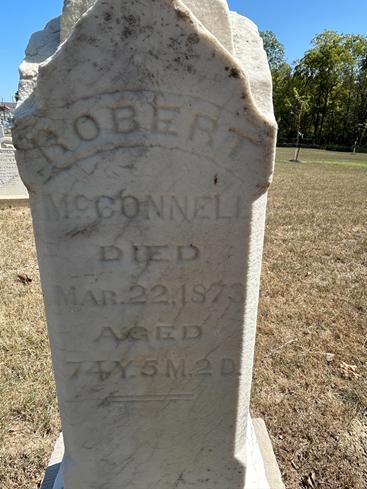 ROBERT
McCONNELL
DIED
MAR. 22, 1873
AGED
74 Y. 5 M. 2 D.